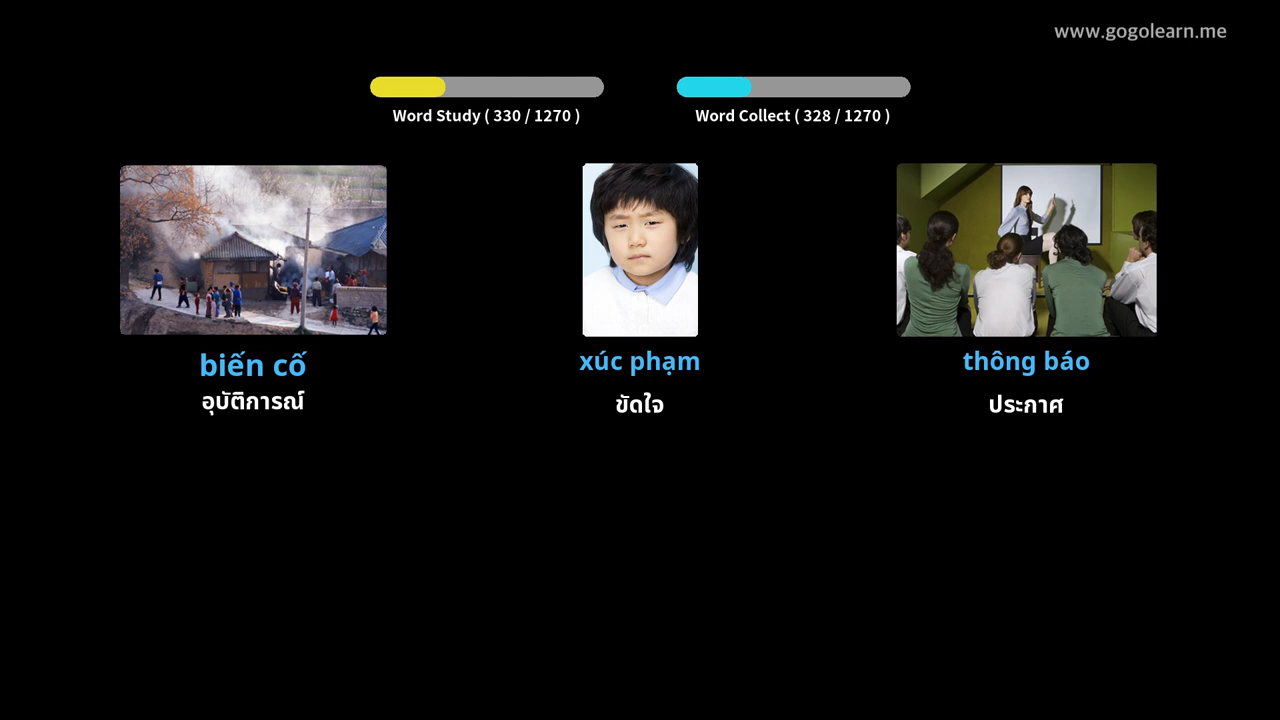 www.gogolearn.me
Word Study ( 330 / 1270 )
Word Collect ( 328 / 1270 )
biến cố
อุบัติการณ์
xúc phạm
ขัดใจ
thông báo
ประกาศ